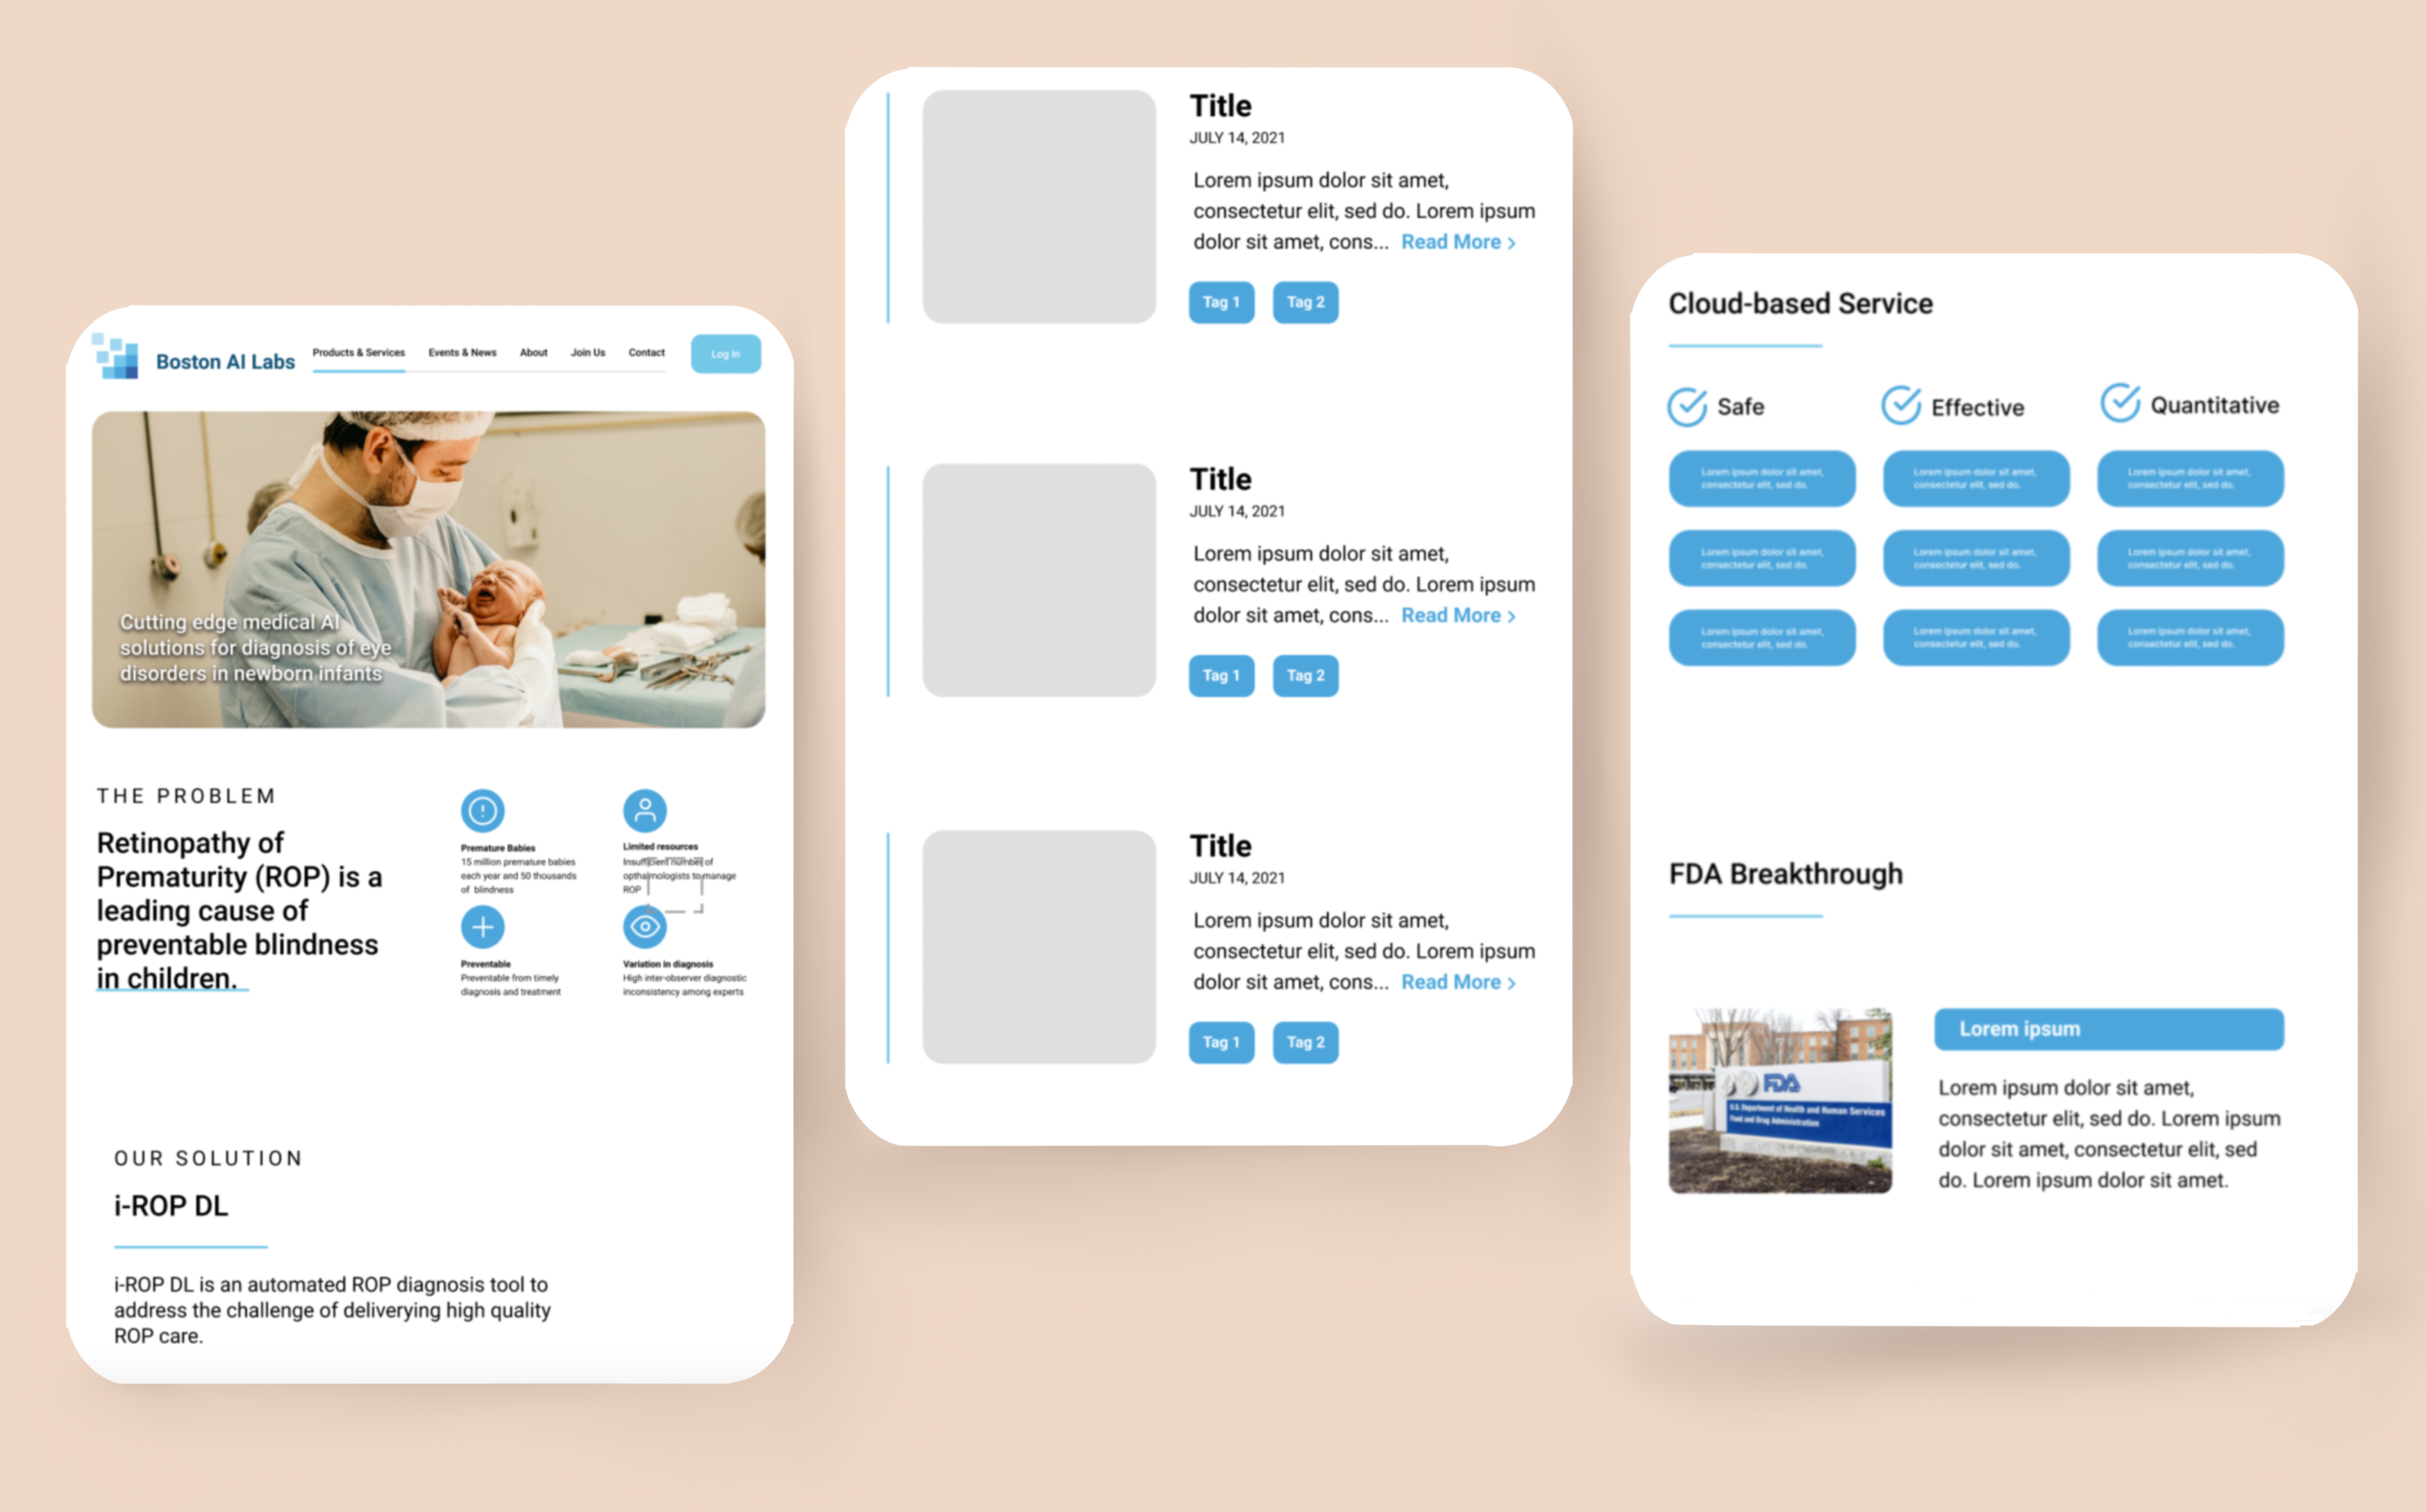 Boston AI Labs
Products & Services
Events & News
About
Join Us
Contact
Log In
Cutting edge medical AI
solutions for diagnosis of eye
disorders in newborn infants
THE PROBLEM
Retinopathy of
Prematurity (ROP) is a
leading cause of
preventable blindness
in children.
Premature Babies
15 million premature babies
each year and 50 thousands
of blindness
Limited resources
Insufficient number of
opthalmologists to manage
ROP
Preventable
Preventable from timely
diagnosis and treatment
Variation in diagnosis
High inter-observer diagnostic
inconsistency among experts
OUR SOLUTION
i-ROP DL
i-ROP DL is an automated ROP diagnosis tool to
address the challenge of deliverying high quality
ROP care.
Title
JULY 14, 2021
Lorem ipsum dolor sit amet,
consectetur elit, sed do. Lorem ipsum
dolor sit amet, cons... Read More >
Tag 1
Tag 2
Title
JULY 14, 2021
Lorem ipsum dolor sit amet,
consectetur elit, sed do. Lorem ipsum
dolor sit amet, cons... Read More >
Tag 1
Tag 2
Title
JULY 14, 2021
Lorem ipsum dolor sit amet,
consectetur elit, sed do. Lorem ipsum
dolor sit amet, cons... Read More >
Tag 1
Tag 2
Cloud-based Service
Safe
Effective
Quantitative
Lorem ipsum dolor sit amet,
consectetur elit, sed do.
Lorem ipsum dolor sit amet,
consectetur elit, sed do.
Lorem ipsum dolor sit amet,
consectetur elit, sed do.
Lorem ipsum dolor sit amet,
consectetur elit, sed do.
Lorem ipsum dolor sit amet,
consectetur elit, sed do.
Lorem ipsum dolor sit amet,
consectetur elit, sed do.
Lorem ipsum dolor sit amet,
consectetur elit, sed do.
Lorem ipsum dolor sit amet,
consectetur elit, sed do.
Lorem ipsum dolor sit amet,
consectetur elit, sed do.
FDA Breakthrough
FDA
U.S. Department of Health and Human Services
Food and Drug Administration
Lorem ipsum
Lorem ipsum dolor sit amet,
consectetur elit, sed do. Lorem ipsum
dolor sit amet, consectetur elit, sed
do. Lorem ipsum dolor sit amet.